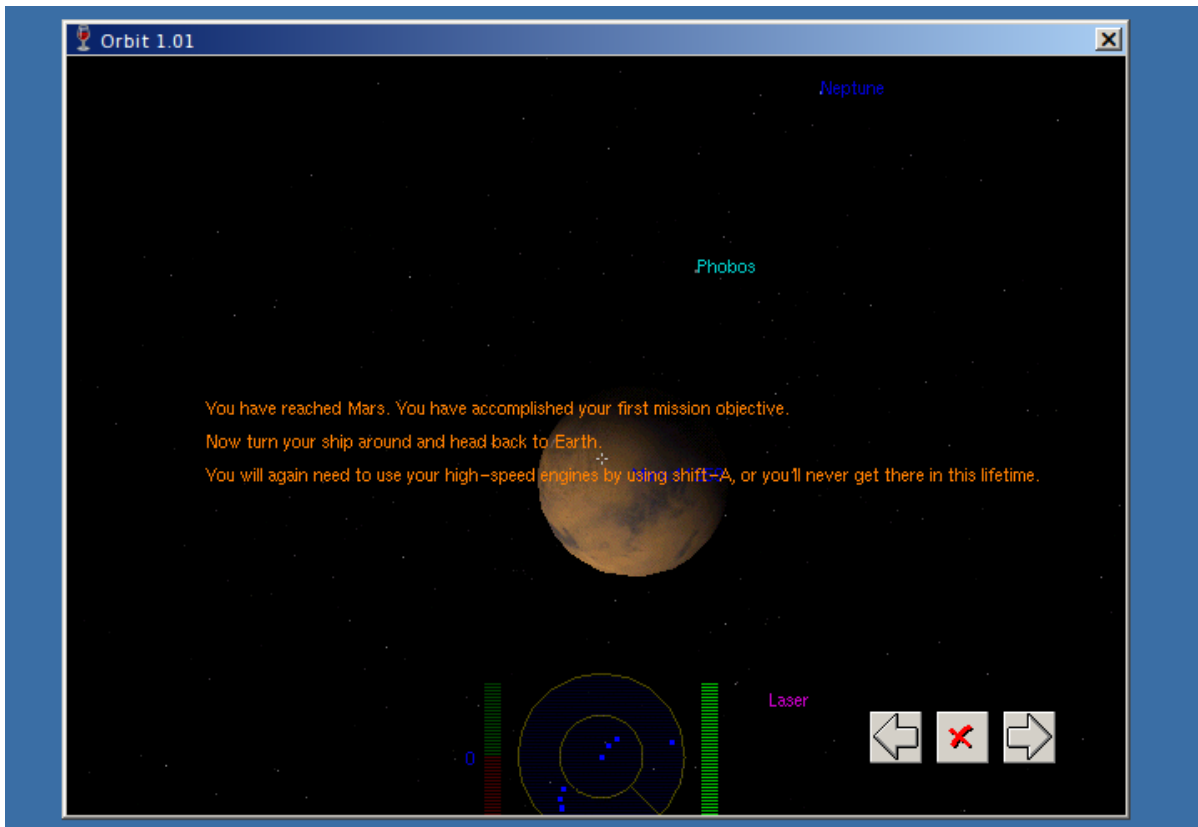 Orbit 1.01
Neptune
Phobos
You have reached Mars. You have accomplished your first mission objective.
Now turn your ship around and head back to Earth.
You will again need to use your high-speed engines by using shift-A, or you'll never get there in this lifetime.
Laser
0